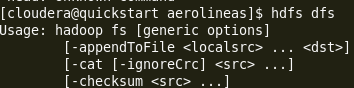 [cloudera@quickstart aerolineas]$ hdfs dfs
Usage: hadoop fs [generic options]
[-appendToFile <localsrc> ... <dst>]
[-cat [-ignoreCrc] <src> ...]
[-checksum <src> ...]